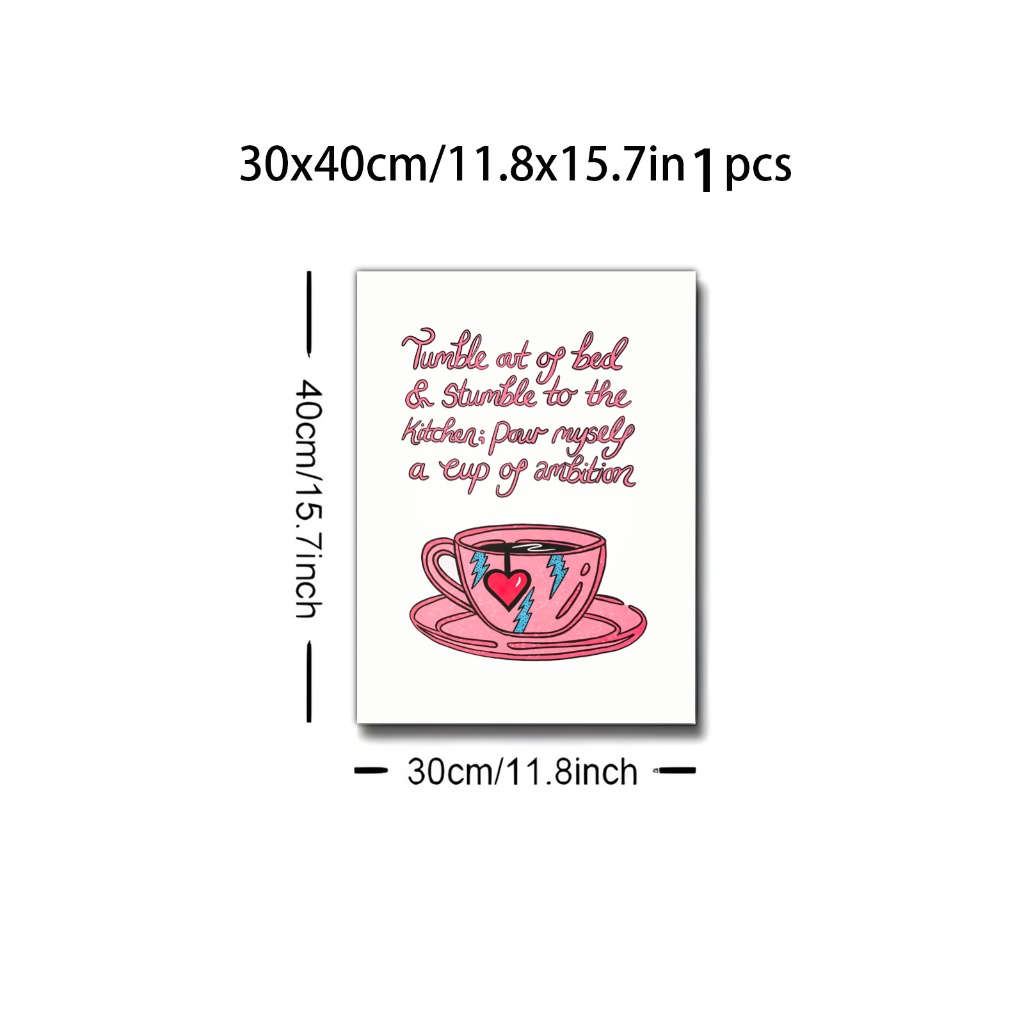 30x40cm/11.8x15.7in 1 pcs
Tumble out of bed
& Stumble to the
Kitchen; pour myself
a cup of ambition
40cm/15.7inch
30cm/11.8inch